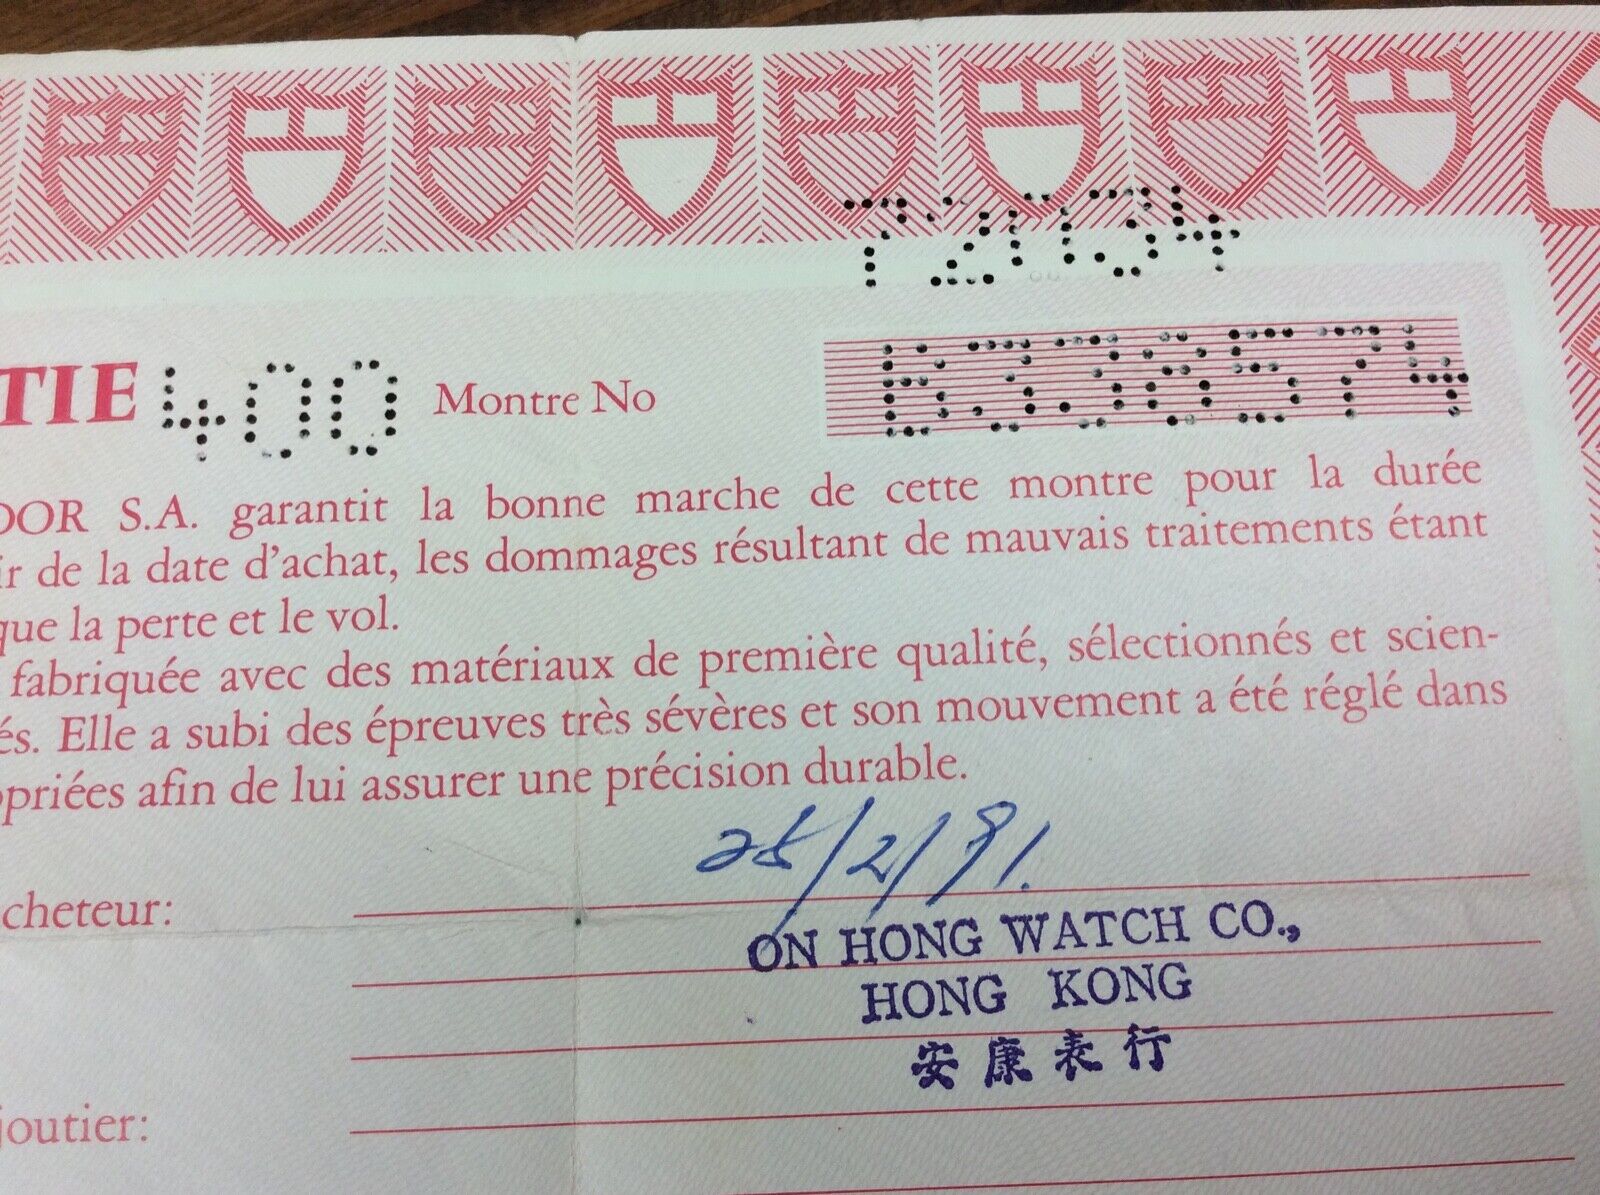 72034
TIE 400 Montre No B338574
DOR S.A. garantit la bonne marche de cette montre pour la durée
ir de la date d'achat, les dommages résultant de mauvais traitements étant
que la perte et le vol.
fabriquée avec des matériaux de première qualité, sélectionnés et scien-
és. Elle a subi des épreuves très sévères et son mouvement a été réglé dans
opriées afin de lui assurer une précision durable.
25/2/91.
cheteur:
ON HONG WATCH CO.,
HONG KONG
安康表行
joutier: